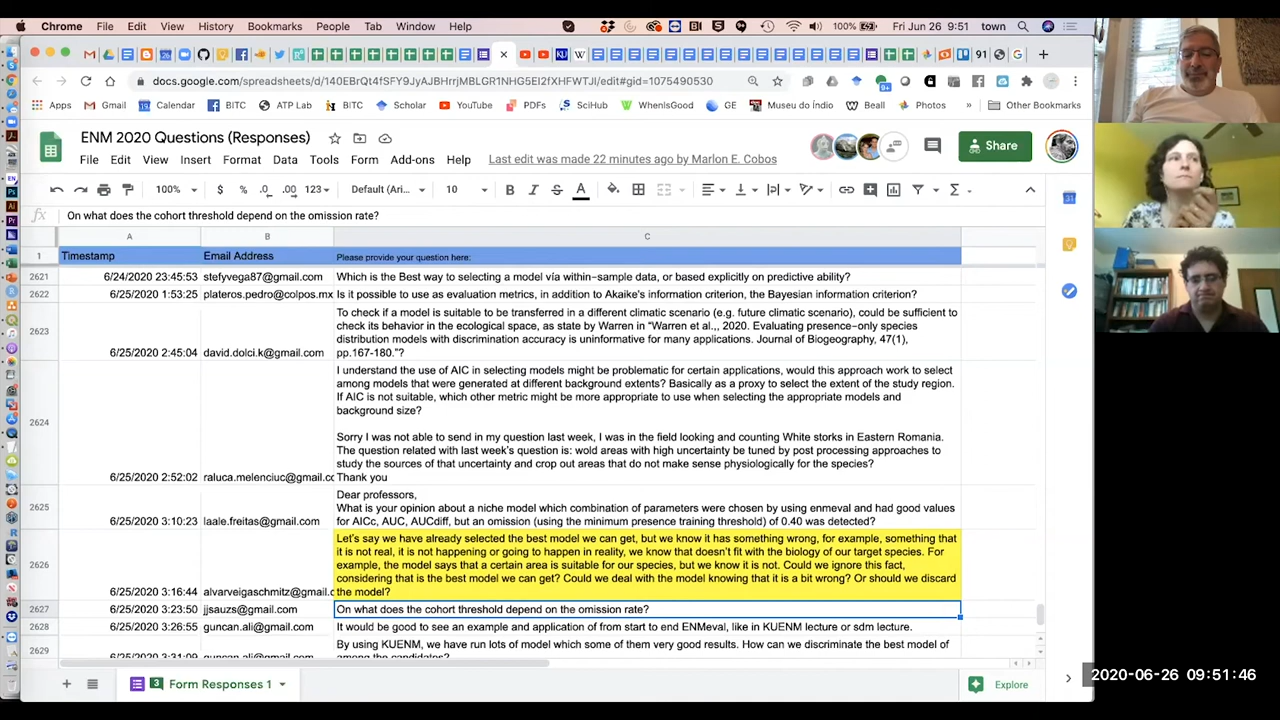 Chrome File Edit View History Bookmarks People Tab Window Help 100% Fri Jun 26 9:51 town
91
docs.google.com/spreadsheets/d/140EBrQt4fSFY9JyAJBHrrjMBLGR1NHG5EI2fXHFWTJI/edit#gid=1075490530
Apps Gmail Calendar BITC ATP Lab BITC Scholar YouTube PDFs SciHub WhenIsGood GE Museu do Índio Beall Photos » Other Bookmarks
ENM 2020 Questions (Responses)
File Edit View Insert Format Data Tools Form Add-ons Help Last edit was made 22 minutes ago by Marlon E. Cobos
Share
100% $ % .0 .00 123 Default (Ari... 10 B I S A
fx On what does the cohort threshold depend on the omission rate?
A B C
1 Timestamp Email Address Please provide your question here:
2621 6/24/2020 23:45:53 stefyvega87@gmail.com Which is the Best way to selecting a model vía within-sample data, or based explicitly on predictive ability?
2622 6/25/2020 1:53:25 plateros.pedro@colpos.mx Is it possible to use as evaluation metrics, in addition to Akaike's information criterion, the Bayesian information criterion?
To check if a model is suitable to be transferred in a different climatic scenario (e.g. future climatic scenario), could be sufficient to
2623 check its behavior in the ecological space, as state by Warren in "Warren et al.,, 2020. Evaluating presence-only species
distribution models with discrimination accuracy is uninformative for many applications. Journal of Biogeography, 47(1),
6/25/2020 2:45:04 david.dolci.k@gmail.com pp.167-180."?
I understand the use of AIC in selecting models might be problematic for certain applications, would this approach work to select
among models that were generated at different background extents? Basically as a proxy to select the extent of the study region.
If AIC is not suitable, which other metric might be more appropriate to use when selecting the appropriate models and
background size?
2624
Sorry I was not able to send in my question last week, I was in the field looking and counting White storks in Eastern Romania.
The question related with last week's question is: wold areas with high uncertainty be tuned by post processing approaches to
study the sources of that uncertainty and crop out areas that do not make sense physiologically for the species?
6/25/2020 2:52:02 raluca.melenciuc@gmail.cc Thank you
Dear professors,
2625 What is your opinion about a niche model which combination of parameters were chosen by using enmeval and had good values
6/25/2020 3:10:23 laale.freitas@gmail.com for AICc, AUC, AUCdiff, but an omission (using the minimum presence training threshold) of 0.40 was detected?
Let's say we have already selected the best model we can get, but we know it has something wrong, for example, something that
it is not real, it is not happening or going to happen in reality, we know that doesn't fit with the biology of our target species. For
2626 example, the model says that a certain area is suitable for our species, but we know it is not. Could we ignore this fact,
considering that is the best model we can get? Could we deal with the model knowing that it is a bit wrong? Or should we discard
6/25/2020 3:16:44 alvarveigaschmitz@gmail.c the model?
2627 6/25/2020 3:23:50 jjsauzs@gmail.com On what does the cohort threshold depend on the omission rate?
2628 6/25/2020 3:26:55 guncan.ali@gmail.com It would be good to see an example and application of from start to end ENMeval, like in KUENM lecture or sdm lecture.
By using KUENM, we have run lots of model which some of them very good results. How can we discriminate the best model of
2629 6/25/2020 3:31:09 guncan.ali@gmail.com among the candidates?
3 Form Responses 1 Explore
2020-06-26 09:51:46